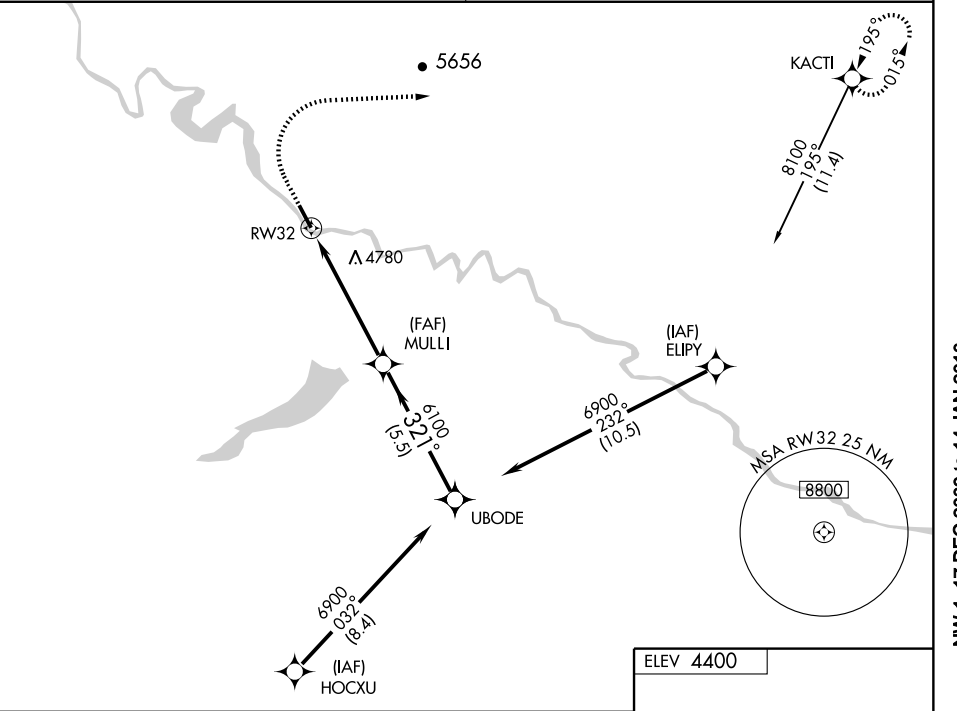 5656
KACTI
195°
015°
8100
195°
(11.4)
RW32
4780
(FAF)
MULLI
(IAF)
ELIPY
6100
321°
(5.5)
6900
232°
(10.5)
MSA RW32 25 NM
8800
UBODE
6900
032°
(8.4)
(IAF)
HOCXU
ELEV 4400